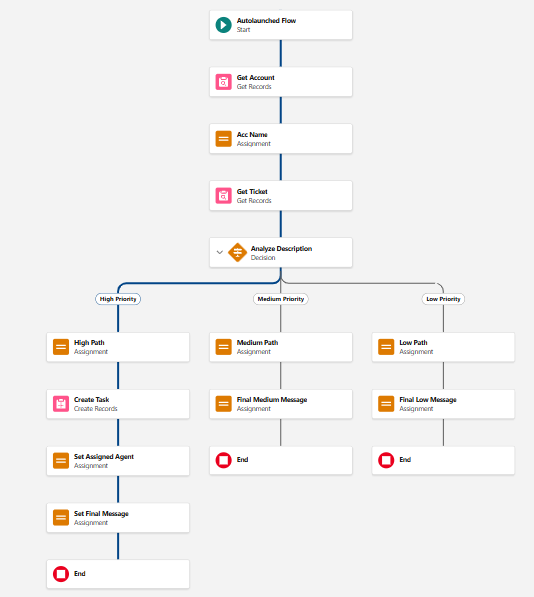 Autolaunched Flow
Start
Get Account
Get Records
Acc Name
Assignment
Get Ticket
Get Records
Analyze Description
Decision
High Priority
Medium Priority
Low Priority
High Path
Assignment
Medium Path
Assignment
Low Path
Assignment
Create Task
Create Records
Final Medium Message
Assignment
Final Low Message
Assignment
Set Assigned Agent
Assignment
End
End
Set Final Message
Assignment
End